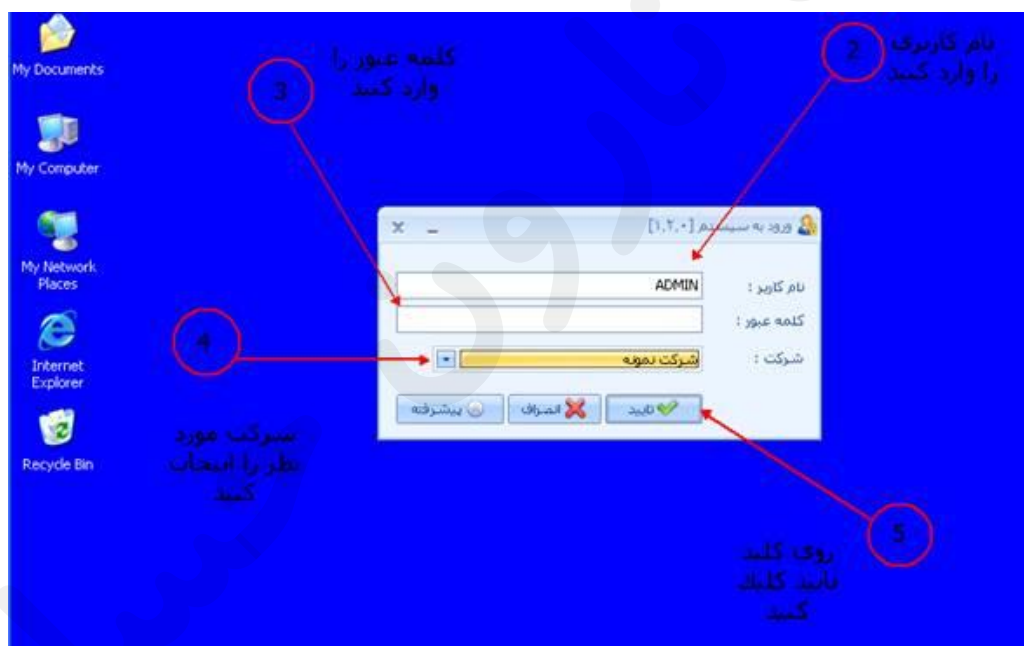 My Documents
My Computer
My Network
Places
Internet
Explorer
Recycle Bin
2
نام کاربری
را وارد کنید
3
کلمه عبور را
وارد کنید
ورود به سیستم [۱,۲,۰]
نام کاربر :
ADMIN
کلمه عبور :
شرکت :
شرکت نمونه
تایید
انصراف
پیشرفته
4
شرکت مورد
نظر را انتخاب
کنید
5
روی کلید
تایید کلیک
کنید